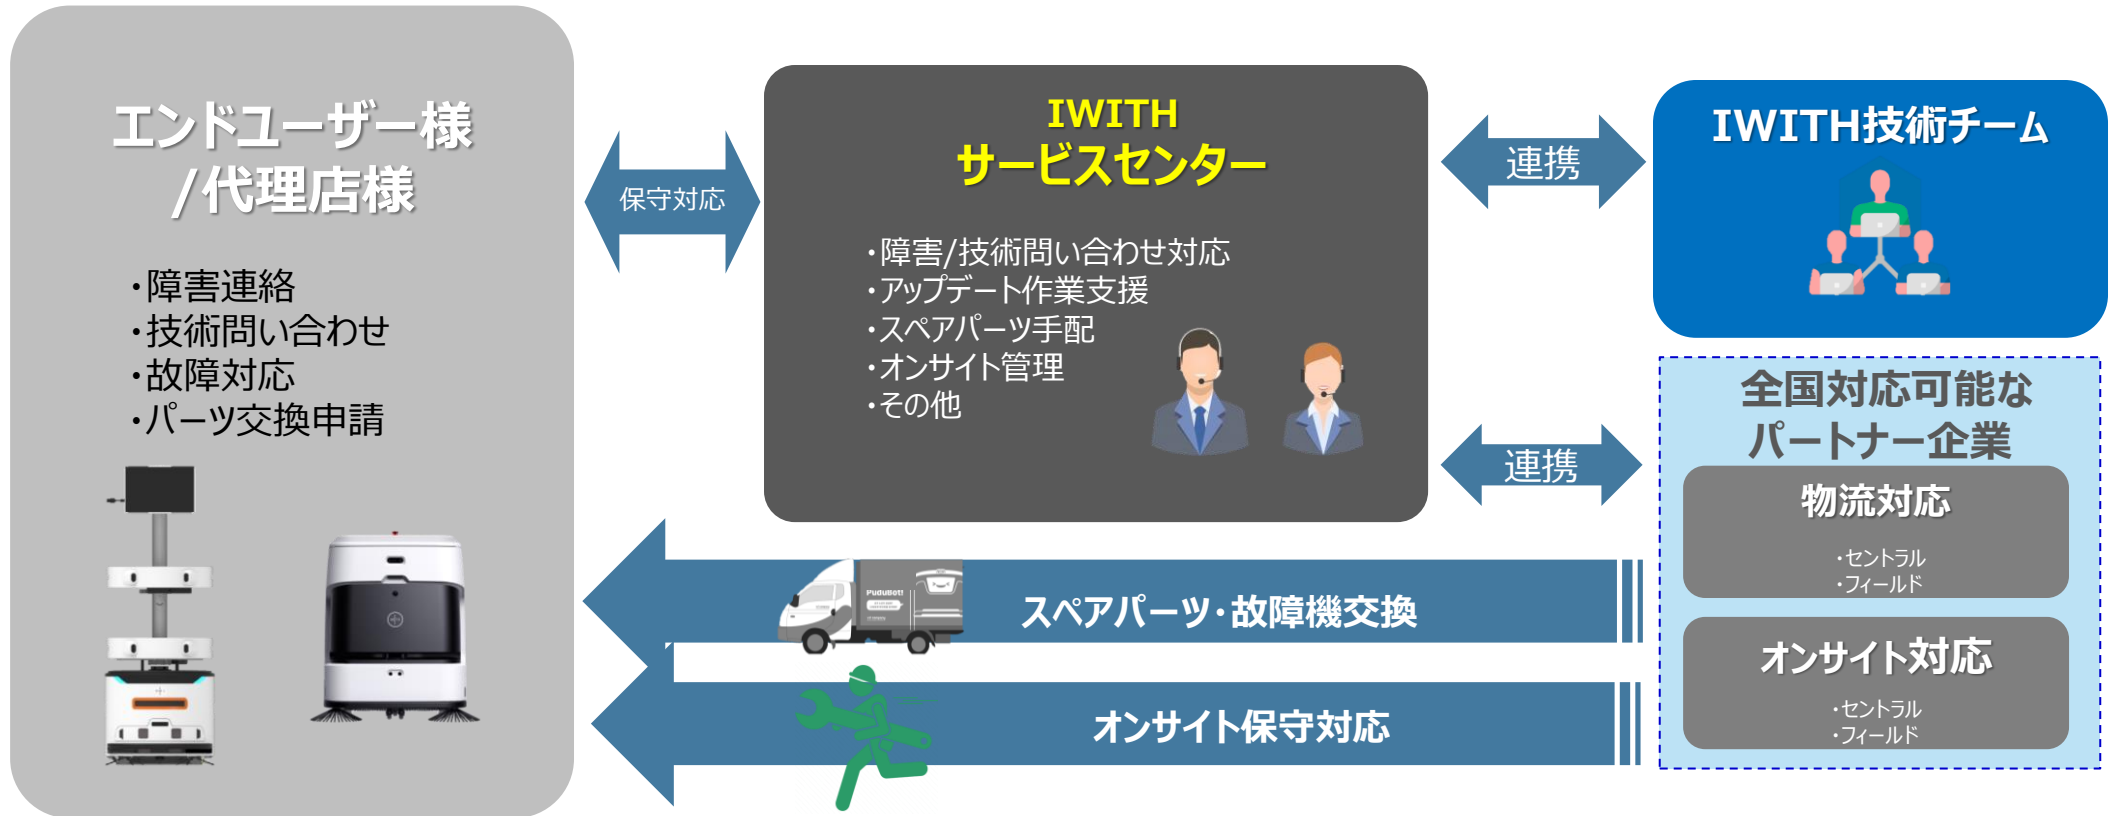 エンドユーザー様
/代理店様
・障害連絡
・技術問い合わせ
・故障対応
・パーツ交換申請
保守対応
IWITH
サービスセンター
・障害/技術問い合わせ対応
・アップデート作業支援
・スペアパーツ手配
・オンサイト管理
・その他
連携
IWITH技術チーム
連携
全国対応可能な
パートナー企業
物流対応
・セントラル
・フィールド
オンサイト対応
・セントラル
・フィールド
PUDUBOT!
スペアパーツ・故障機交換
オンサイト保守対応